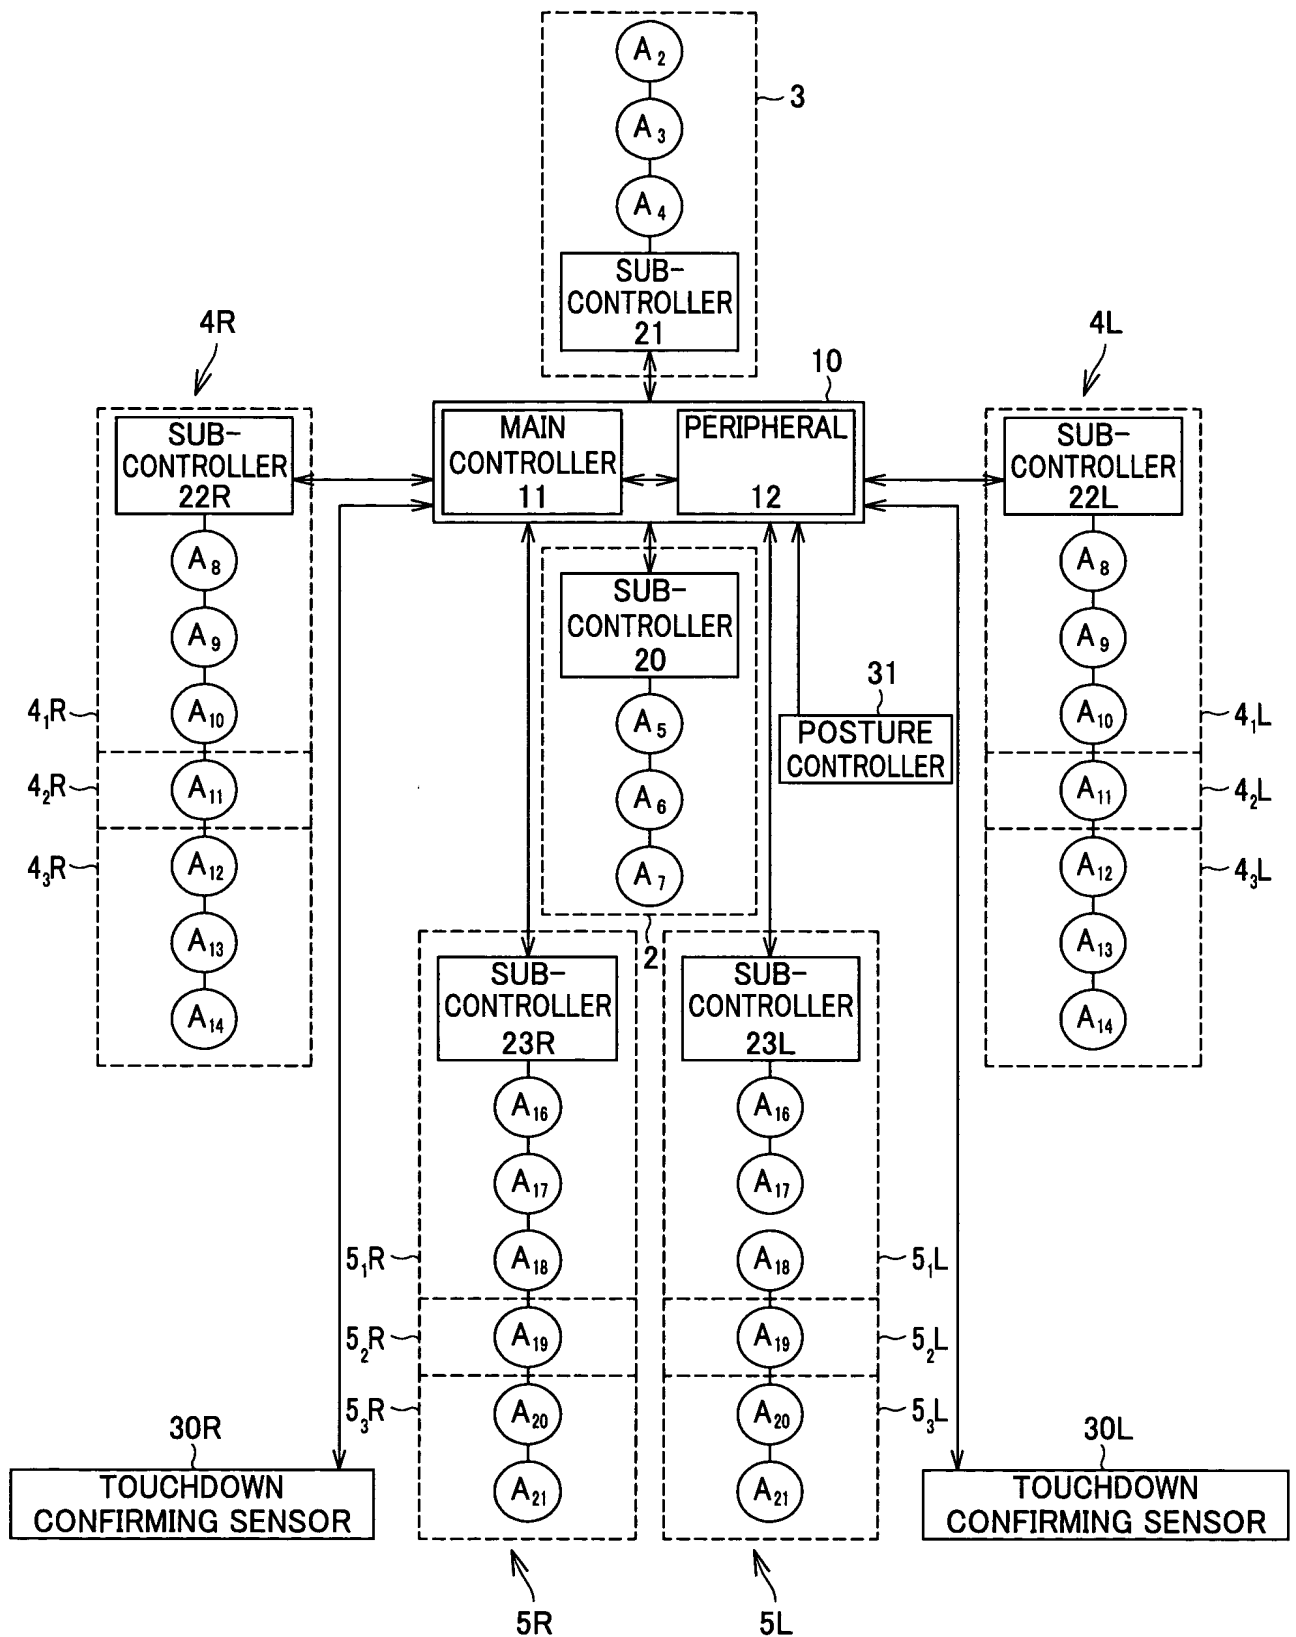 A2
3
A3
A4
SUB-
CONTROLLER
21
4R
4L
10
SUB-
CONTROLLER
22R
MAIN
CONTROLLER
11
PERIPHERAL
12
SUB-
CONTROLLER
22L
A8
A9
A10
A11
A12
A13
A14
41R
42R
43R
SUB-
CONTROLLER
20
A5
A6
A7
2
31
POSTURE
CONTROLLER
A8
A9
A10
A11
A12
A13
A14
41L
42L
43L
SUB-
CONTROLLER
23R
A16
A17
A18
A19
A20
A21
51R
52R
53R
SUB-
CONTROLLER
23L
A16
A17
A18
A19
A20
A21
51L
52L
53L
30R
TOUCHDOWN
CONFIRMING SENSOR
30L
TOUCHDOWN
CONFIRMING SENSOR
5R
5L